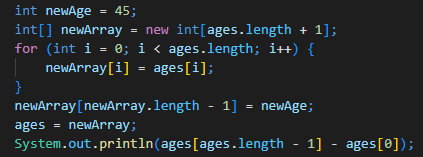 int newAge = 45;
int[] newArray = new int[ages.length + 1];
for (int i = 0; i < ages.length; i++) {
    newArray[i] = ages[i];
}
newArray[newArray.length - 1] = newAge;
ages = newArray;
System.out.println(ages[ages.length - 1] - ages[0]);